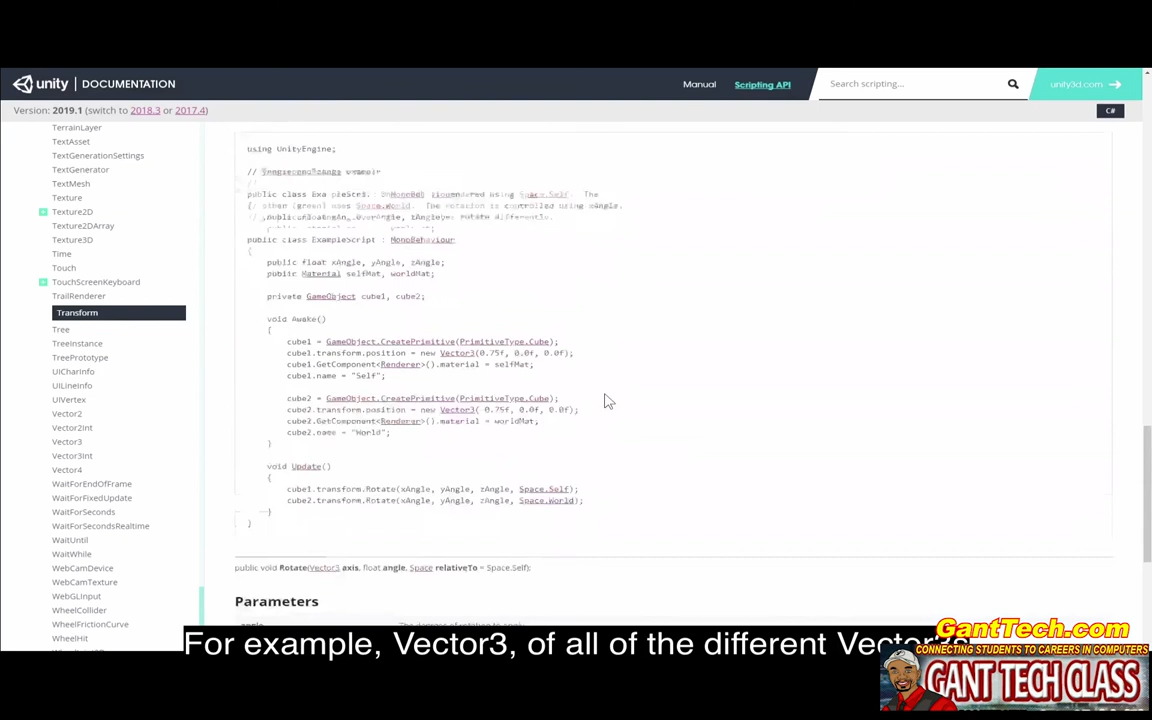 unity | DOCUMENTATION
Manual
Scripting API
Search scripting...
unity3d.com
Version: 2019.1 (switch to 2018.3 or 2017.4)
C#
TerrainLayer
TextAsset
TextGenerationSettings
TextGenerator
TextMesh
Texture
Texture2D
Texture2DArray
Texture3D
Time
Touch
TouchScreenKeyboard
TrailRenderer
Transform
Tree
TreeInstance
TreePrototype
UICharInfo
UILineInfo
UIVertex
Vector2
Vector2Int
Vector3
Vector3Int
Vector4
WaitForEndOfFrame
WaitForFixedUpdate
WaitForSeconds
WaitForSecondsRealtime
WaitUntil
WaitWhile
WebCamDevice
WebCamTexture
WebGLInput
WheelCollider
WheelFrictionCurve
WheelHit
using UnityEngine;
public class ExampleScript : MonoBehaviour
{
public float xAngle, yAngle, zAngle;
public Material selfMat, worldMat;
private GameObject cube1, cube2;
void Awake()
{
cube1 = GameObject.CreatePrimitive(PrimitiveType.Cube);
cube1.transform.position = new Vector3(0.75f, 0.0f, 0.0f);
cube1.GetComponent<Renderer>().material = selfMat;
cube1.name = "Self";
cube2 = GameObject.CreatePrimitive(PrimitiveType.Cube);
cube2.transform.position = new Vector3(-0.75f, 0.0f, 0.0f);
cube2.GetComponent<Renderer>().material = worldMat;
cube2.name = "World";
}
void Update()
{
cube1.transform.Rotate(xAngle, yAngle, zAngle, Space.Self);
cube2.transform.Rotate(xAngle, yAngle, zAngle, Space.World);
}
}
public void Rotate(Vector3 axis, float angle, Space relativeTo = Space.Self);
Parameters
For example, Vector3, of all of the different
GantTech.com
CONNECTING STUDENTS TO CAREERS IN COMPUTERS
GANT TECH CLASS